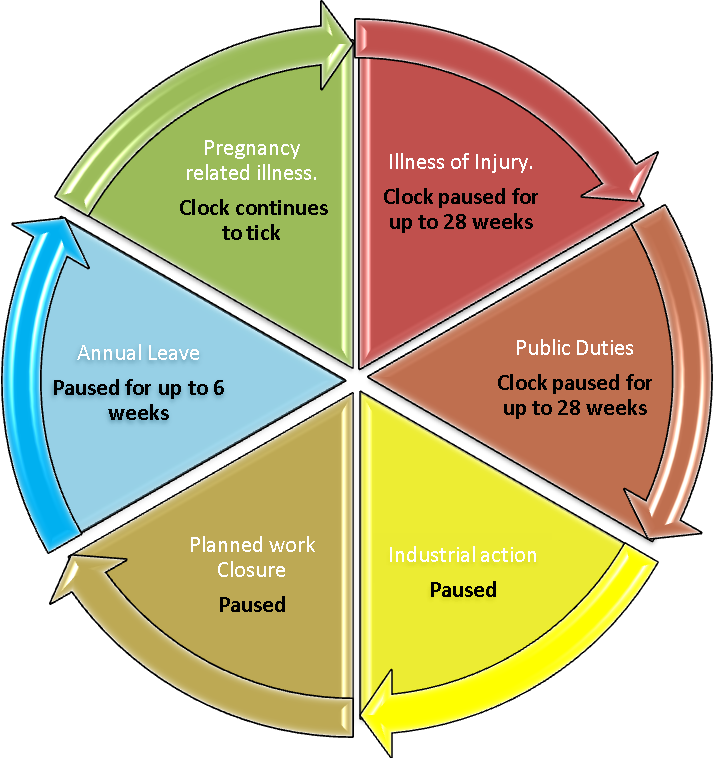 Pregnancy
related illness.
Clock continues
to tick
Illness of Injury.
Clock paused for
up to 28 weeks
Public Duties
Clock paused for
up to 28 weeks
Industrial action
Paused
Planned work
Closure
Paused
Annual Leave
Paused for up to 6
weeks